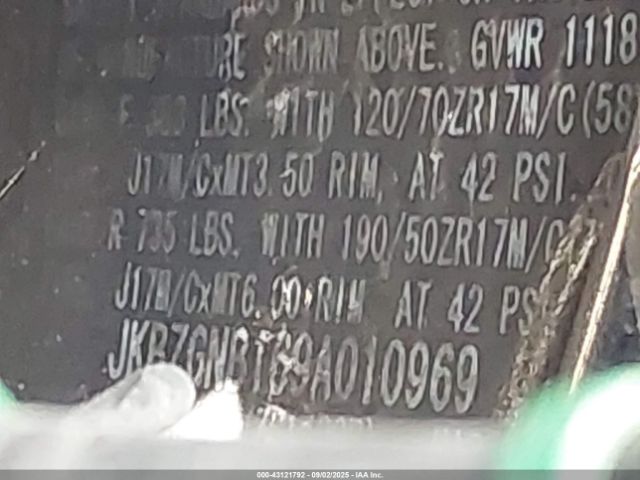 SHOWN ABOVE. GVWR 1118
LBS. WITH 120/70ZR17M/C(58
J17M/CxMT3.50 RIM, AT 42 PSI.
R 735 LBS. WITH 190/50ZR17M/C
J17M/CxMT6.00 RIM AT 42 PS
A010969
000-43121792 - 09/02/2025 - IAA Inc.